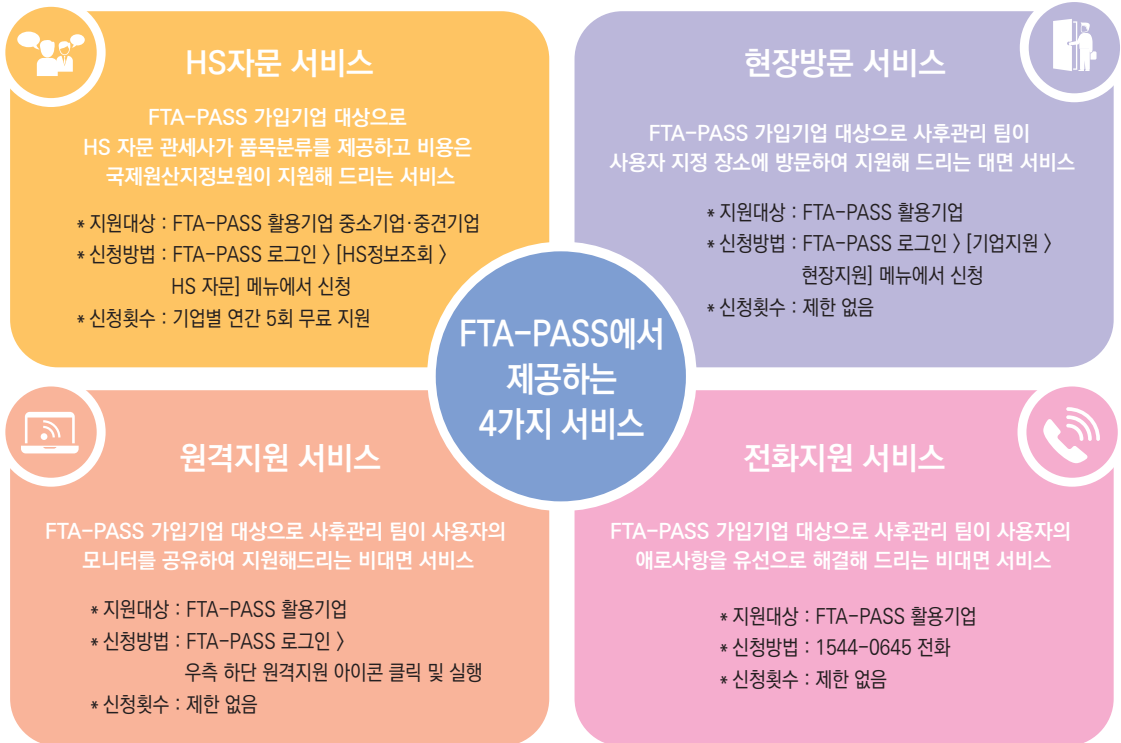 HS자문 서비스
FTA-PASS 가입기업 대상으로
HS 자문 관세사가 품목분류를 제공하고 비용은
국제원산지정보원이 지원해 드리는 서비스
* 지원대상 : FTA-PASS 활용기업 중소기업·중견기업
* 신청방법 : FTA-PASS 로그인 > [HS정보조회 >
HS 자문] 메뉴에서 신청
* 신청횟수 : 기업별 연간 5회 무료 지원
현장방문 서비스
FTA-PASS 가입기업 대상으로 사후관리 팀이
사용자 지정 장소에 방문하여 지원해 드리는 대면 서비스
* 지원대상 : FTA-PASS 활용기업
* 신청방법 : FTA-PASS 로그인 > [기업지원 >
현장지원] 메뉴에서 신청
* 신청횟수 : 제한 없음
FTA-PASS에서
제공하는
4가지 서비스
원격지원 서비스
FTA-PASS 가입기업 대상으로 사후관리 팀이 사용자의
모니터를 공유하여 지원해드리는 비대면 서비스
* 지원대상 : FTA-PASS 활용기업
* 신청방법 : FTA-PASS 로그인 >
우측 하단 원격지원 아이콘 클릭 및 실행
* 신청횟수 : 제한 없음
전화지원 서비스
FTA-PASS 가입기업 대상으로 사후관리 팀이 사용자의
애로사항을 유선으로 해결해 드리는 비대면 서비스
* 지원대상 : FTA-PASS 활용기업
* 신청방법 : 1544-0645 전화
* 신청횟수 : 제한 없음